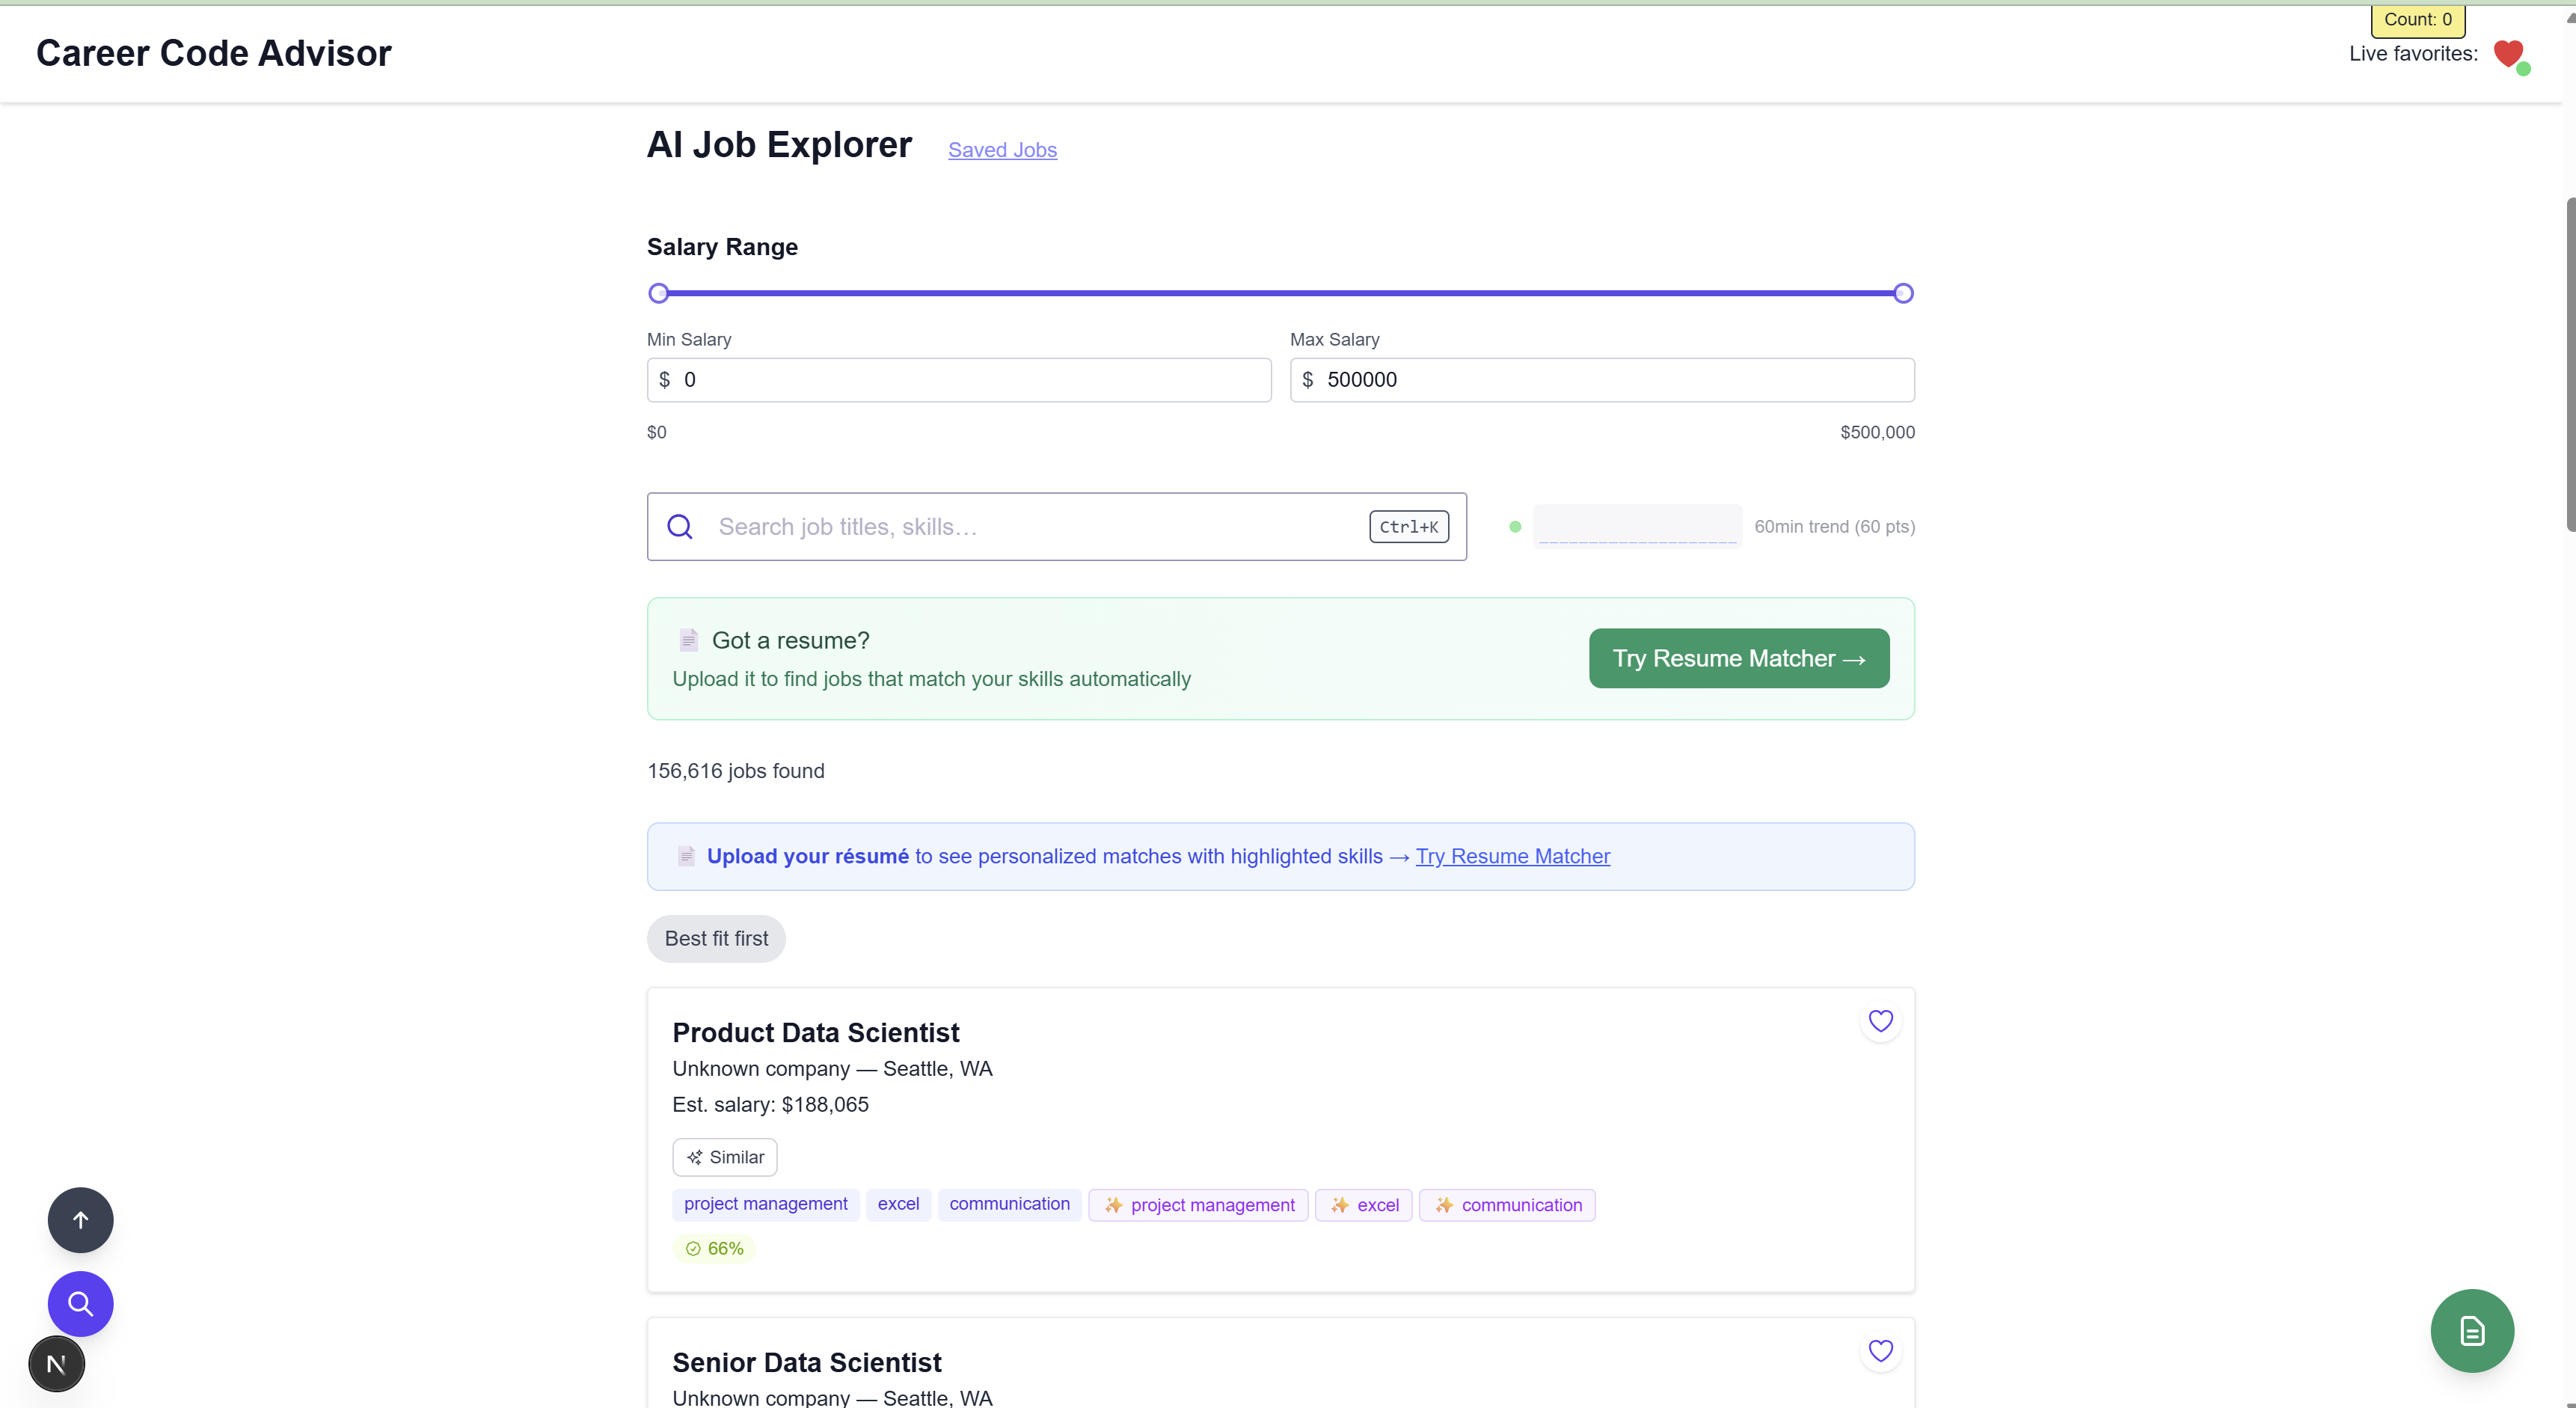 Count: 0
Career Code Advisor
Live favorites:
AI Job Explorer Saved Jobs
Salary Range
Min Salary Max Salary
$ 0 $ 500000
$0 $500,000
Search job titles, skills… Ctrl+K 60min trend (60 pts)
Got a resume?
Upload it to find jobs that match your skills automatically
Try Resume Matcher →
156,616 jobs found
Upload your résumé to see personalized matches with highlighted skills → Try Resume Matcher
Best fit first
Product Data Scientist
Unknown company — Seattle, WA
Est. salary: $188,065
Similar
project management excel communication ✨ project management ✨ excel ✨ communication
66%
Senior Data Scientist
Unknown company — Seattle, WA
N